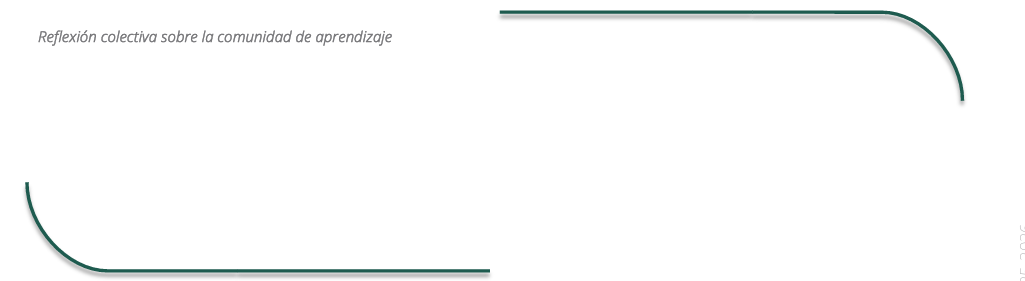 Reflexión colectiva sobre la comunidad de aprendizaje